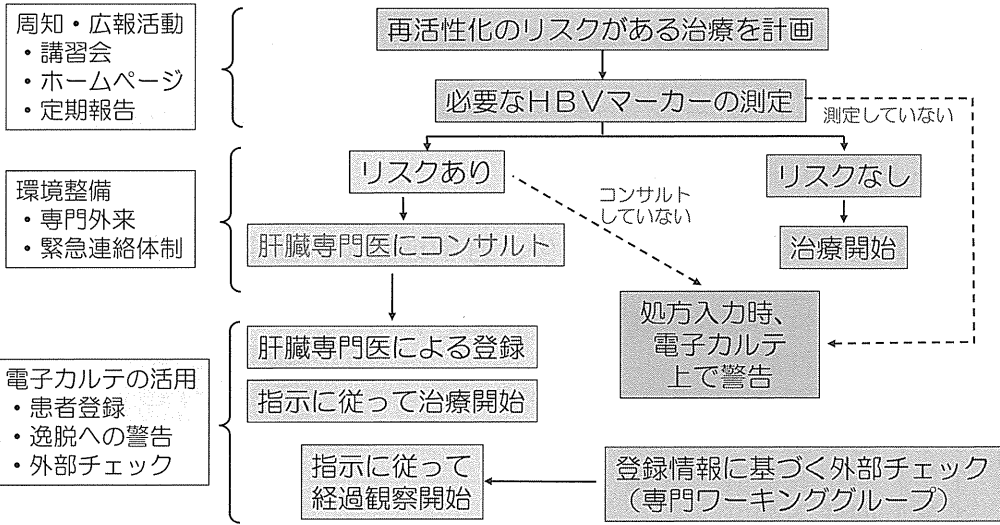 周知・広報活動
・講習会
・ホームページ
・定期報告
再活性化のリスクがある治療を計画
必要なHBVマーカーの測定
測定していない
環境整備
・専門外来
・緊急連絡体制
リスクあり
リスクなし
コンサルト
していない
肝臓専門医にコンサルト
治療開始
処方入力時、
電子カルテ
上で警告
電子カルテの活用
・患者登録
・逸脱への警告
・外部チェック
肝臓専門医による登録
指示に従って治療開始
指示に従って
経過観察開始
登録情報に基づく外部チェック
（専門ワーキンググループ）